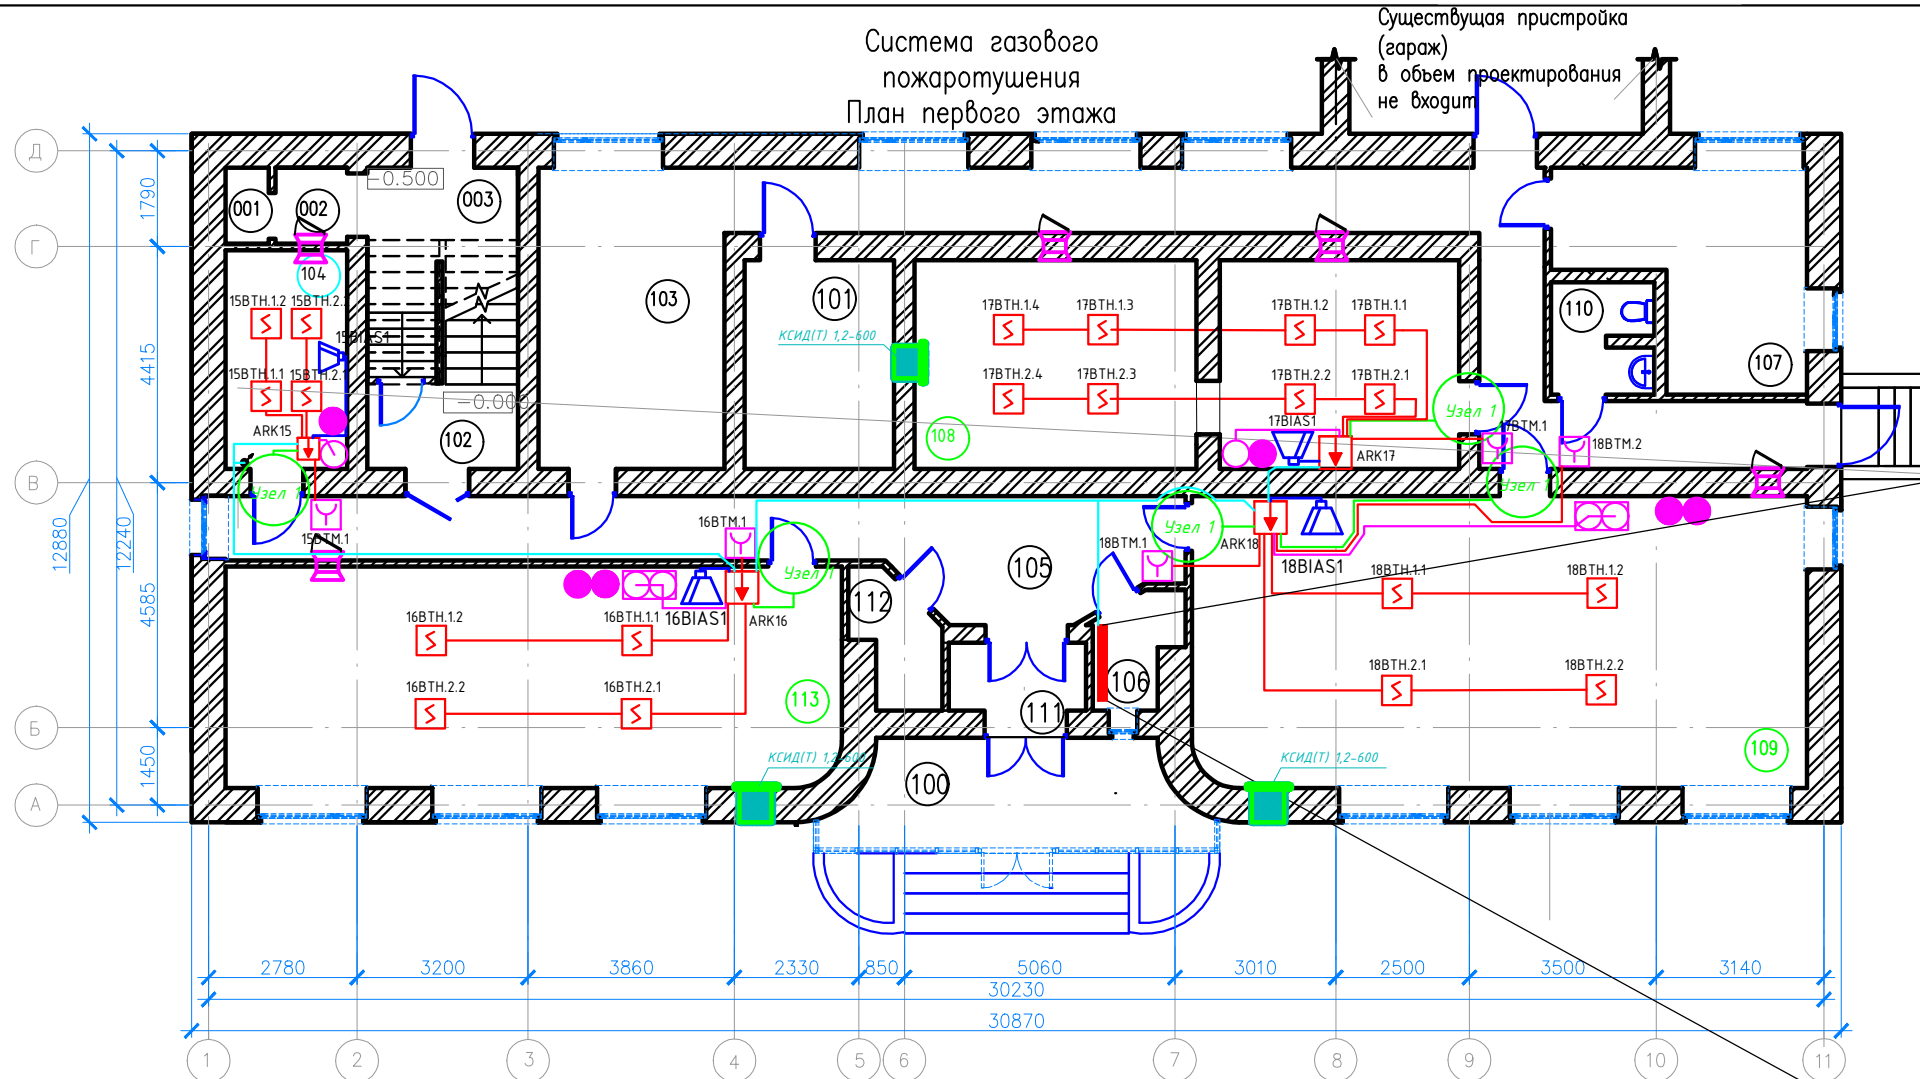 Система газового
пожаротушения
План первого этажа
Существущая пристройка
(гараж)
в объем проектирования
не входит
Д
Г
В
Б
А
1790
4415
4585
1450
12240
12880
001
002
-0.500
003
104
15BTH.1.2
15BIAS1
15BTH.1.1
ARK15
Узел 1
15BTM.1
-0.000
102
103
101
КСИД(Т) 1,2-600
17BTH.1.4
17BTH.1.3
17BTH.1.2
17BTH.1.1
17BTH.2.4
17BTH.2.3
17BTH.2.2
17BTH.2.1
108
17BIAS1
ARK17
Узел 1
17BTM.1
18BTM.2
Узел 1
110
107
16BTM.1
Узел 1
16BIAS1
ARK16
16BTH.1.2
16BTH.1.1
16BTH.2.2
16BTH.2.1
113
112
105
18BTM.1
Узел 1
ARK18
18BIAS1
18BTH.1.1
18BTH.1.2
18BTH.2.1
18BTH.2.2
106
111
109
КСИД(Т) 1,2-600
КСИД(Т) 1,2-600
100
2780
3200
3860
2330
850
5060
3010
2500
3500
3140
30230
30870
1
2
3
4
5
6
7
8
9
10
11